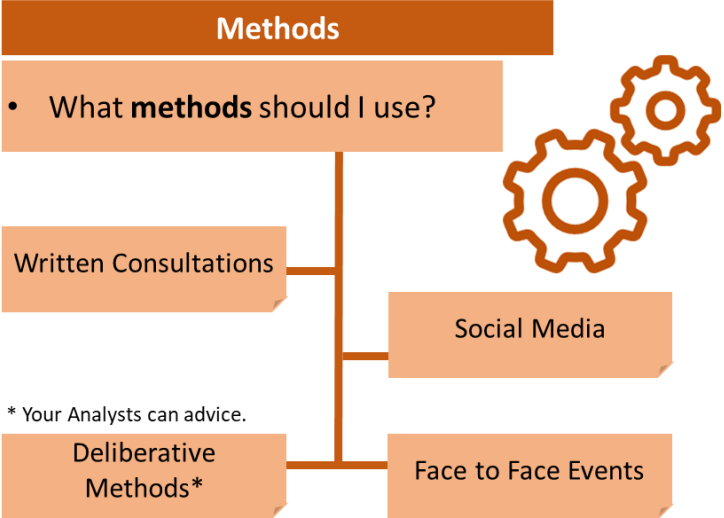 Methods
• What methods should I use?
Written Consultations
Social Media
* Your Analysts can advice.
Deliberative
Methods*
Face to Face Events